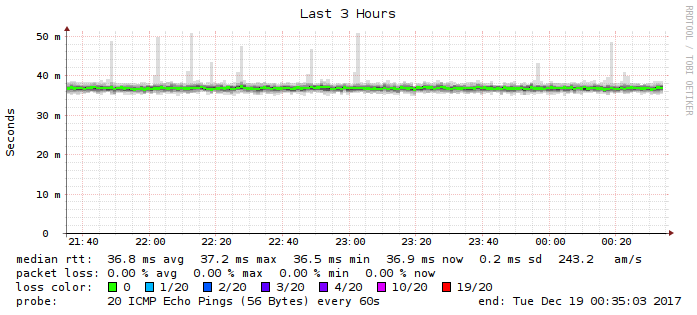 Last 3 Hours
RRDTOOL / TOBI OETIKER
Seconds
50 m
40 m
30 m
20 m
10 m
0
21:40 22:00 22:20 22:40 23:00 23:20 23:40 00:00 00:20
median rtt: 36.8 ms avg 37.2 ms max 36.5 ms min 36.9 ms now 0.2 ms sd 243.2 am/s
packet loss: 0.00 % avg 0.00 % max 0.00 % min 0.00 % now
loss color: 0 1/20 2/20 3/20 4/20 10/20 19/20
probe: 20 ICMP Echo Pings (56 Bytes) every 60s end: Tue Dec 19 00:35:03 2017